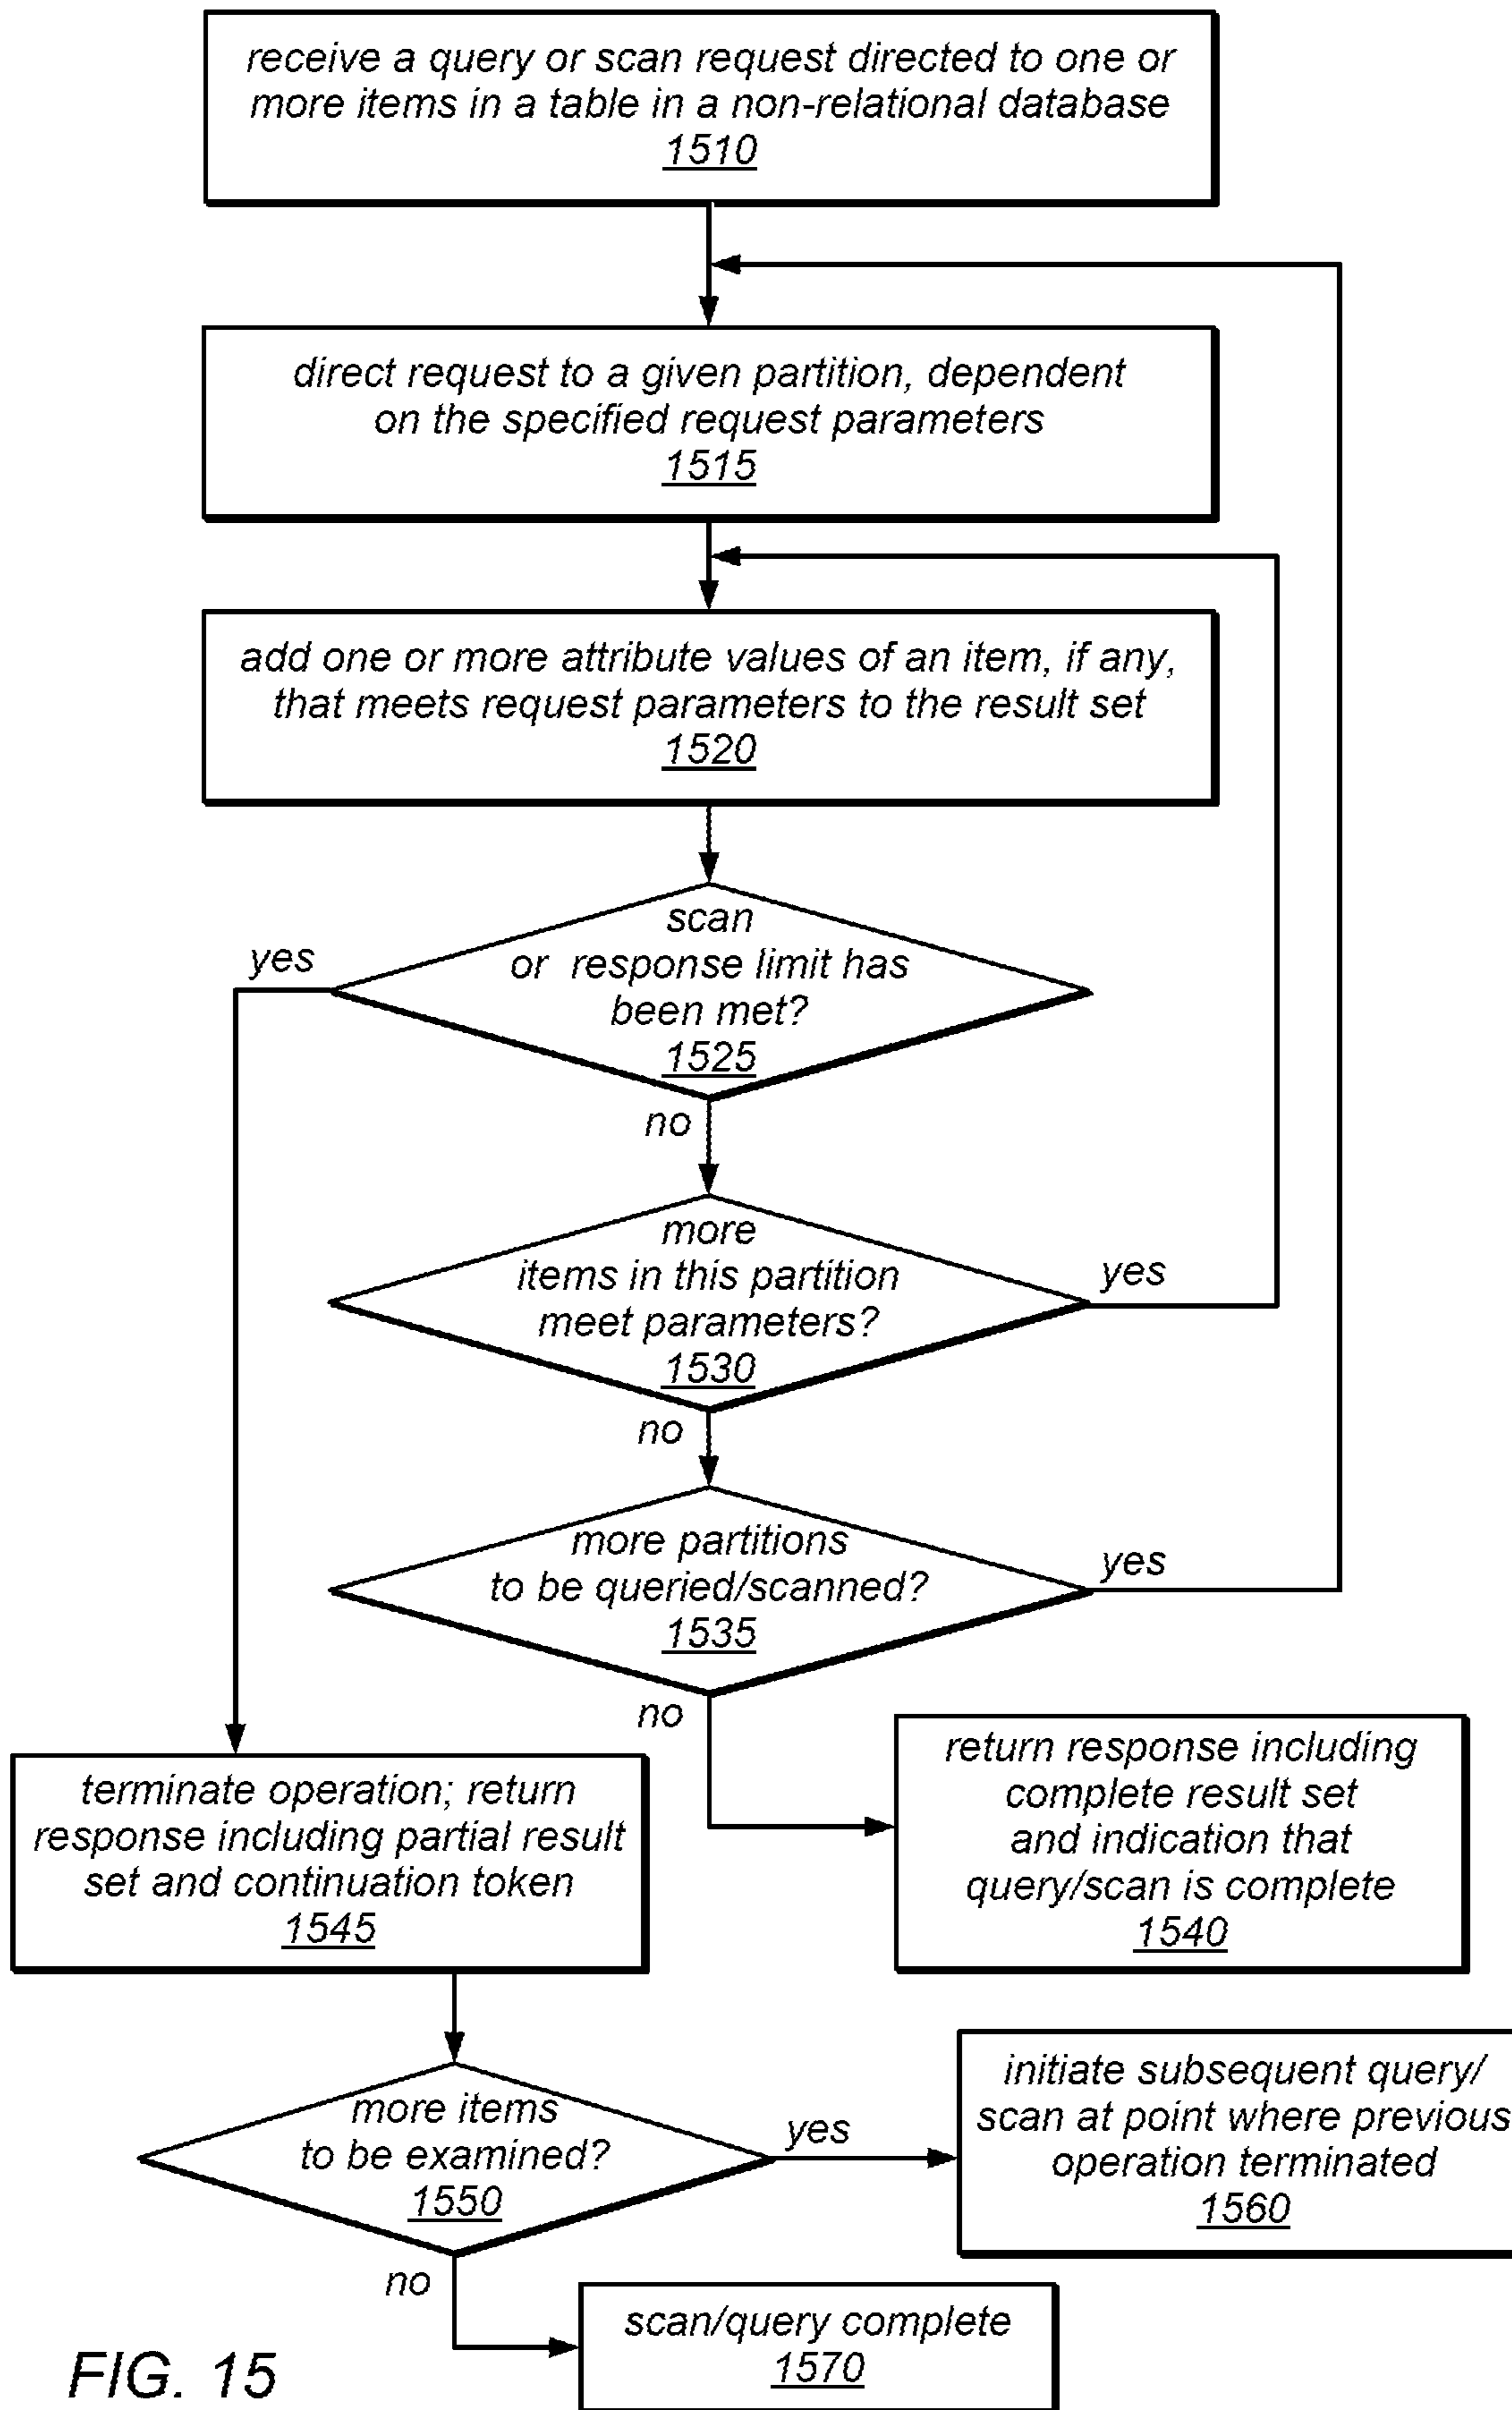 receive a query or scan request directed to one or
more items in a table in a non-relational database
1510
direct request to a given partition, dependent
on the specified request parameters
1515
add one or more attribute values of an item, if any,
that meets request parameters to the result set
1520
scan
or response limit has
been met?
1525
yes
no
more
items in this partition
meet parameters?
1530
yes
no
more partitions
to be queried/scanned?
1535
yes
no
return response including
complete result set
and indication that
query/scan is complete
1540
terminate operation; return
response including partial result
set and continuation token
1545
more items
to be examined?
1550
yes
initiate subsequent query/
scan at point where previous
operation terminated
1560
no
scan/query complete
1570
FIG. 15